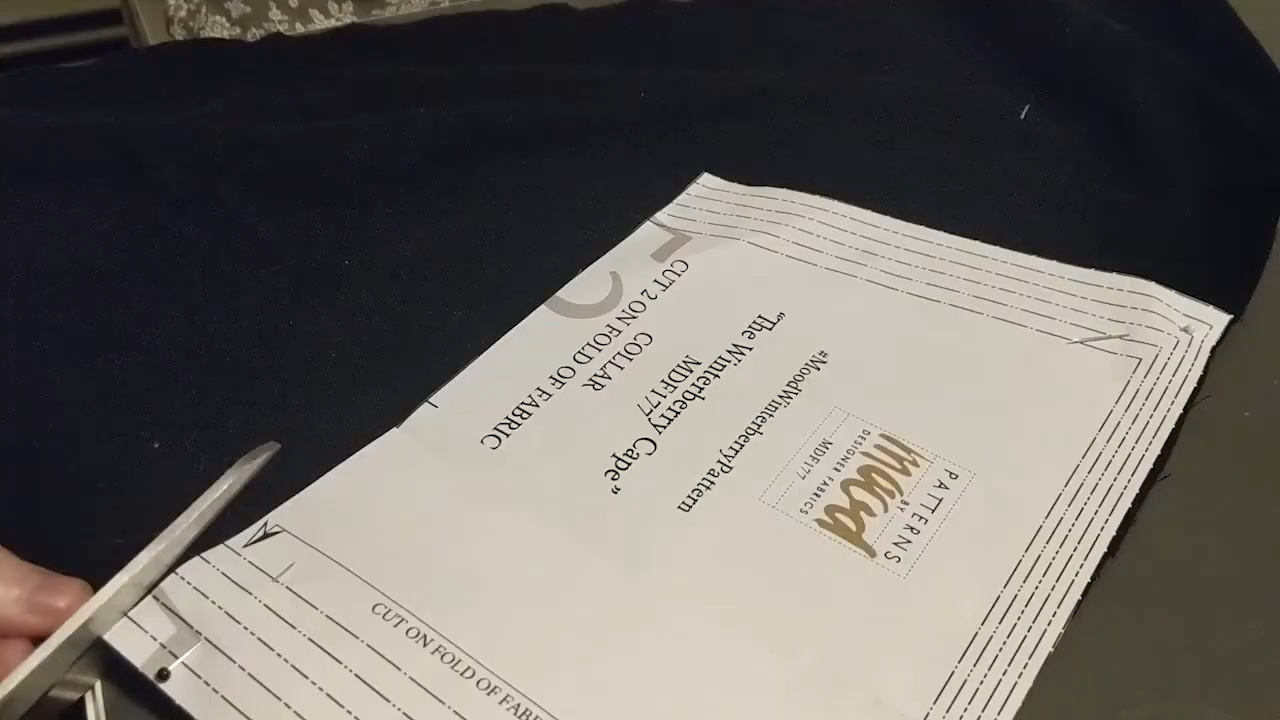 CUT 2 ON FOLD OF FABRIC
COLLAR
MDF177
"The Winterberry Cape"
#MoodWinterberryPattern
PATTERNS
BY
mood
DESIGNER FABRICS
MDF177
CUT ON FOLD OF FABR